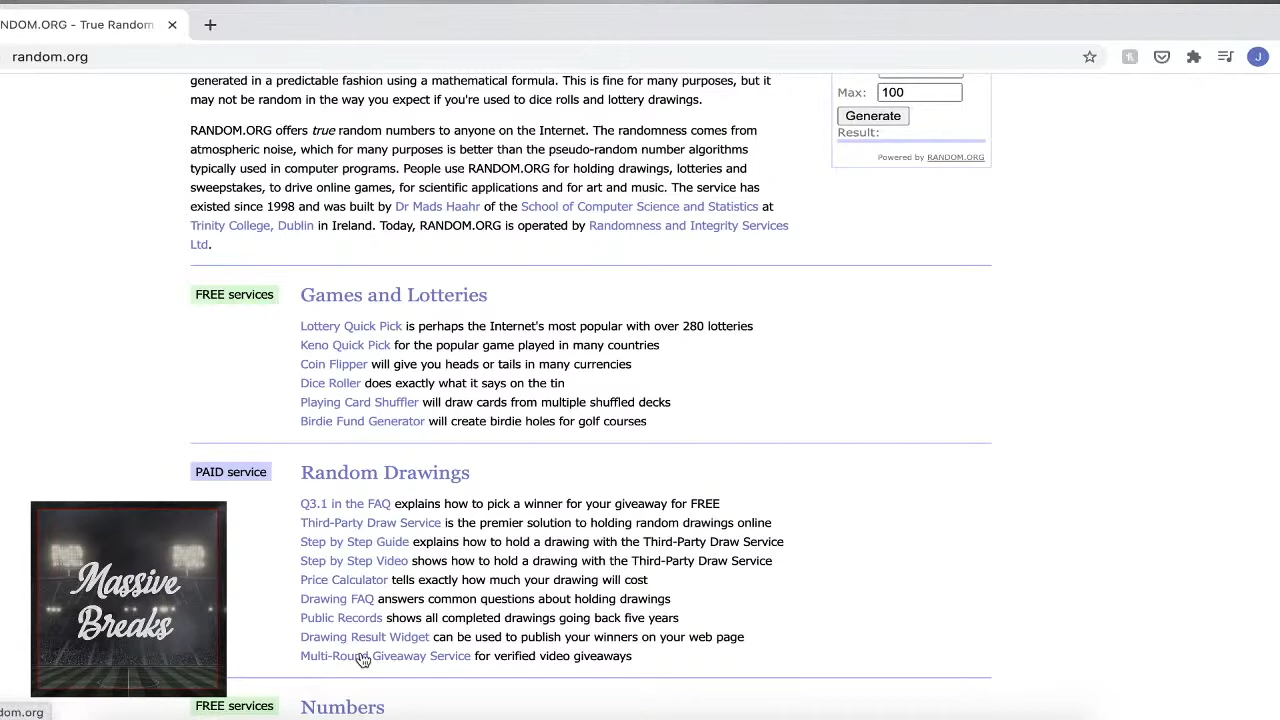 NDOM.ORG - True Random
random.org
generated in a predictable fashion using a mathematical formula. This is fine for many purposes, but it
may not be random in the way you expect if you're used to dice rolls and lottery drawings.
Max: 100
Generate
Result:
Powered by RANDOM.ORG
RANDOM.ORG offers true random numbers to anyone on the Internet. The randomness comes from
atmospheric noise, which for many purposes is better than the pseudo-random number algorithms
typically used in computer programs. People use RANDOM.ORG for holding drawings, lotteries and
sweepstakes, to drive online games, for scientific applications and for art and music. The service has
existed since 1998 and was built by Dr Mads Haahr of the School of Computer Science and Statistics at
Trinity College, Dublin in Ireland. Today, RANDOM.ORG is operated by Randomness and Integrity Services
Ltd.
FREE services
Games and Lotteries
Lottery Quick Pick is perhaps the Internet's most popular with over 280 lotteries
Keno Quick Pick for the popular game played in many countries
Coin Flipper will give you heads or tails in many currencies
Dice Roller does exactly what it says on the tin
Playing Card Shuffler will draw cards from multiple shuffled decks
Birdie Fund Generator will create birdie holes for golf courses
PAID service
Random Drawings
Q3.1 in the FAQ explains how to pick a winner for your giveaway for FREE
Third-Party Draw Service is the premier solution to holding random drawings online
Step by Step Guide explains how to hold a drawing with the Third-Party Draw Service
Step by Step Video shows how to hold a drawing with the Third-Party Draw Service
Price Calculator tells exactly how much your drawing will cost
Drawing FAQ answers common questions about holding drawings
Public Records shows all completed drawings going back five years
Drawing Result Widget can be used to publish your winners on your web page
Multi-Round Giveaway Service for verified video giveaways
Massive
Breaks
FREE services
Numbers
dom.org
J